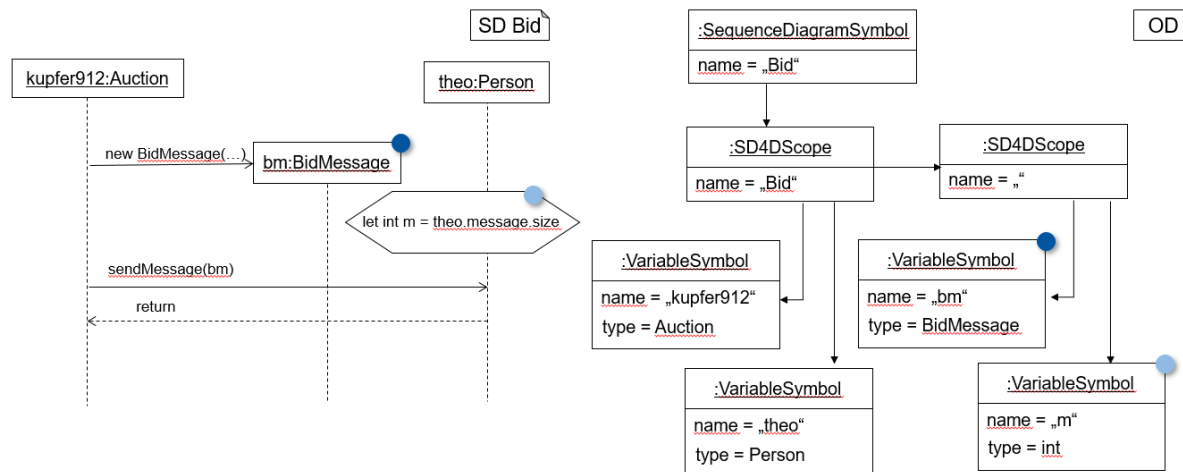 SD Bid
kupfer912:Auction
theo:Person
new BidMessage(...)
bm:BidMessage
let int m = theo.message.size
sendMessage(bm)
return
OD
:SequenceDiagramSymbol
name = „Bid“
:SD4DScope
name = „Bid“
:SD4DScope
name = „“
:VariableSymbol
name = „kupfer912“
type = Auction
:VariableSymbol
name = „bm“
type = BidMessage
:VariableSymbol
name = „theo“
type = Person
:VariableSymbol
name = „m“
type = int